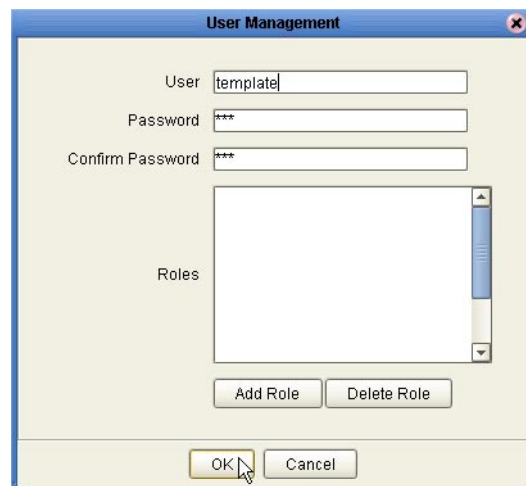 User Management
User template
Password ***
Confirm Password ***
Roles
Add Role Delete Role
OK Cancel